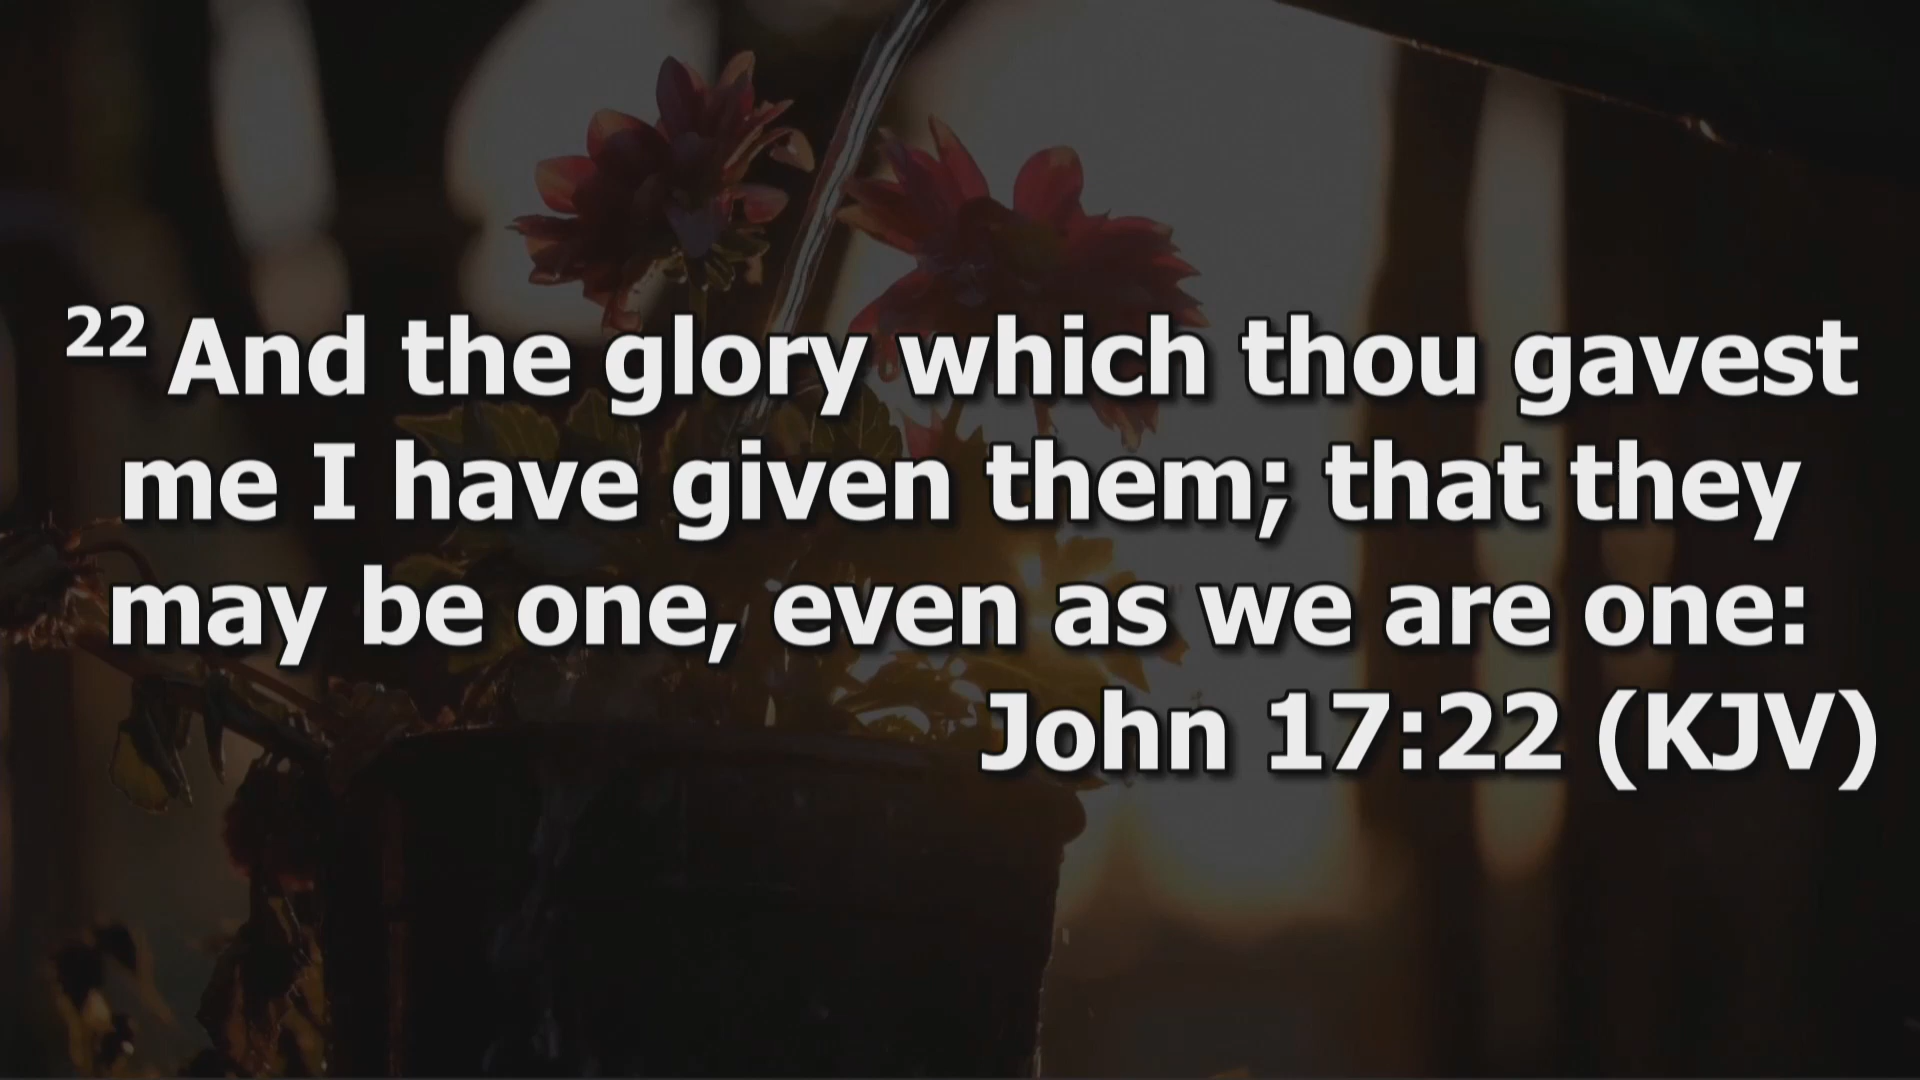 22 And the glory which thou gavest
me I have given them; that they
may be one, even as we are one:
John 17:22 (KJV)